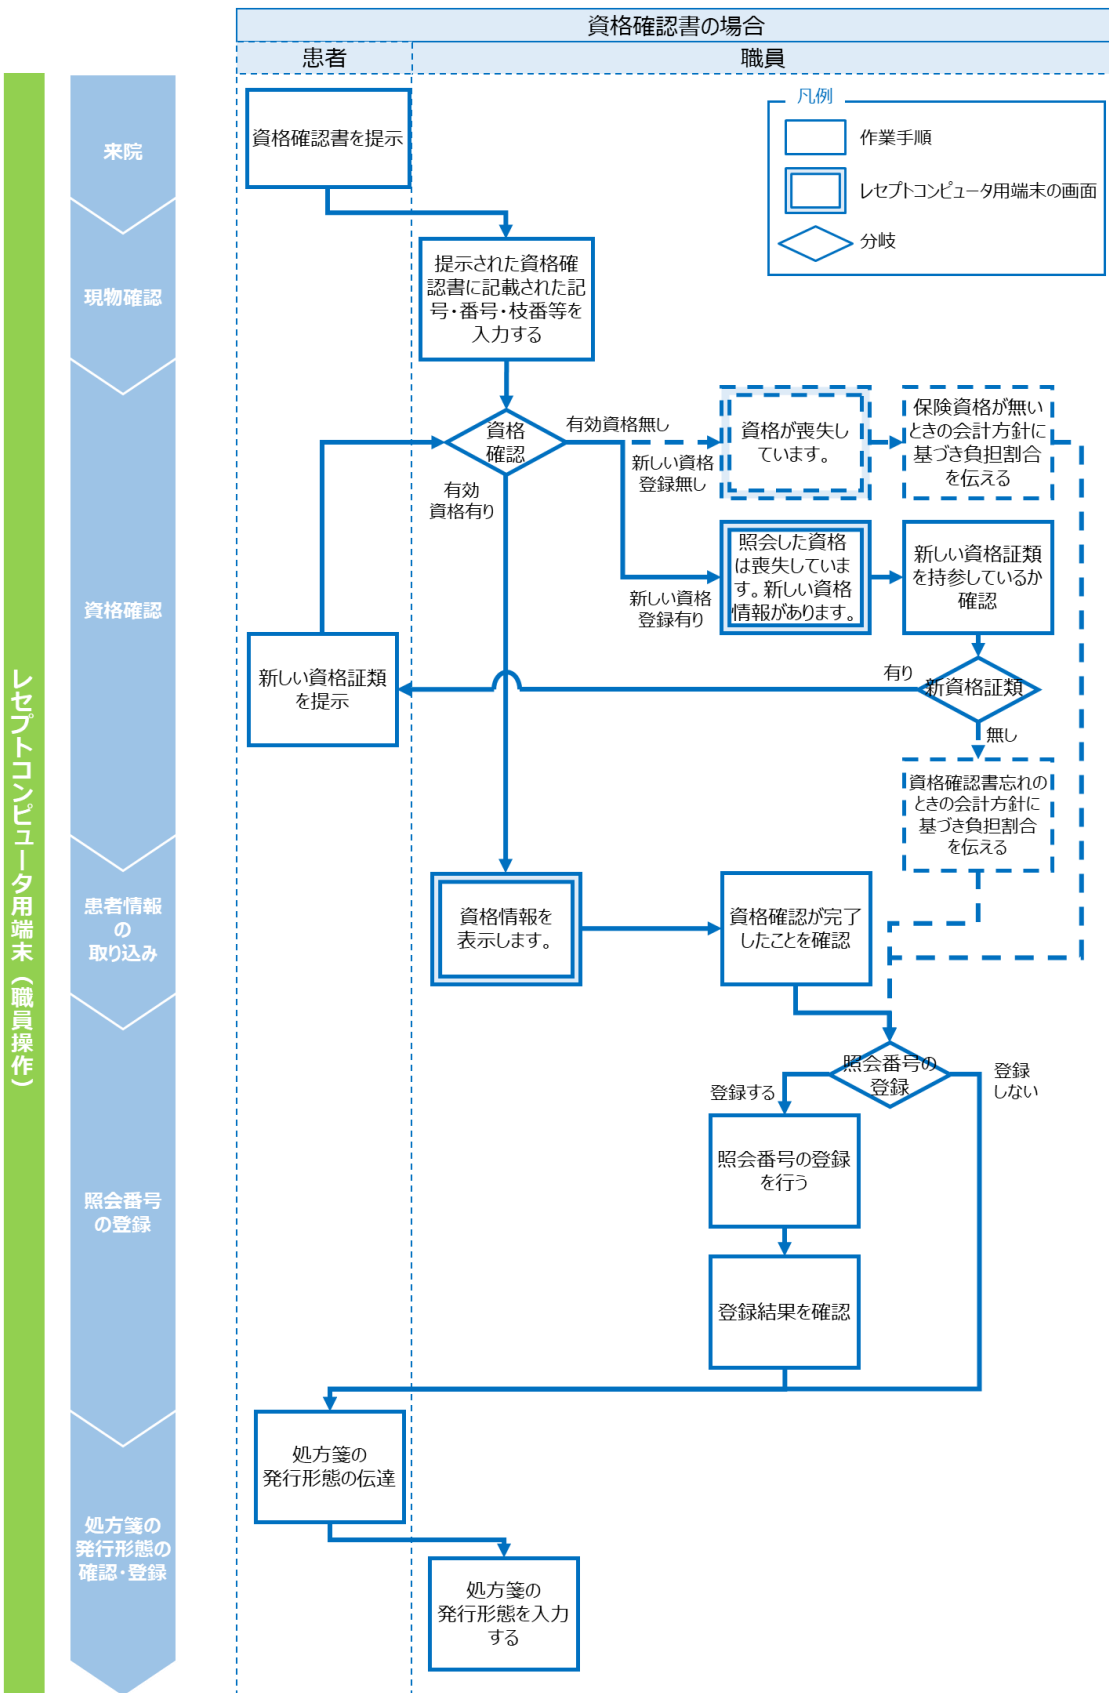 資格確認書の場合
患者
職員
レセプトコンピュータ用端末（職員操作）
来院
現物確認
資格確認
患者情報
の
取り込み
照会番号
の登録
処方箋の
発行形態の
確認・登録
凡例
作業手順
レセプトコンピュータ用端末の画面
分岐
資格確認書を提示
提示された資格確
認書に記載された記
号・番号・枝番等を
入力する
資格
確認
有効資格無し
新しい資格
登録無し
有効
資格有り
資格が喪失し
ています。
保険資格が無い
ときの会計方針に
基づき負担割合
を伝える
新しい資格
登録有り
照会した資格
は喪失していま
す。新しい資格
情報があります。
新しい資格証類
を持参しているか
確認
新資格証類
有り
無し
新しい資格証類
を提示
資格確認書忘れの
ときの会計方針に
基づき負担割合
を伝える
資格情報を
表示します。
資格確認が完了
したことを確認
照会番号の
登録
登録する
登録
しない
照会番号の登録
を行う
登録結果を確認
処方箋の
発行形態の伝達
処方箋の
発行形態を入力
する